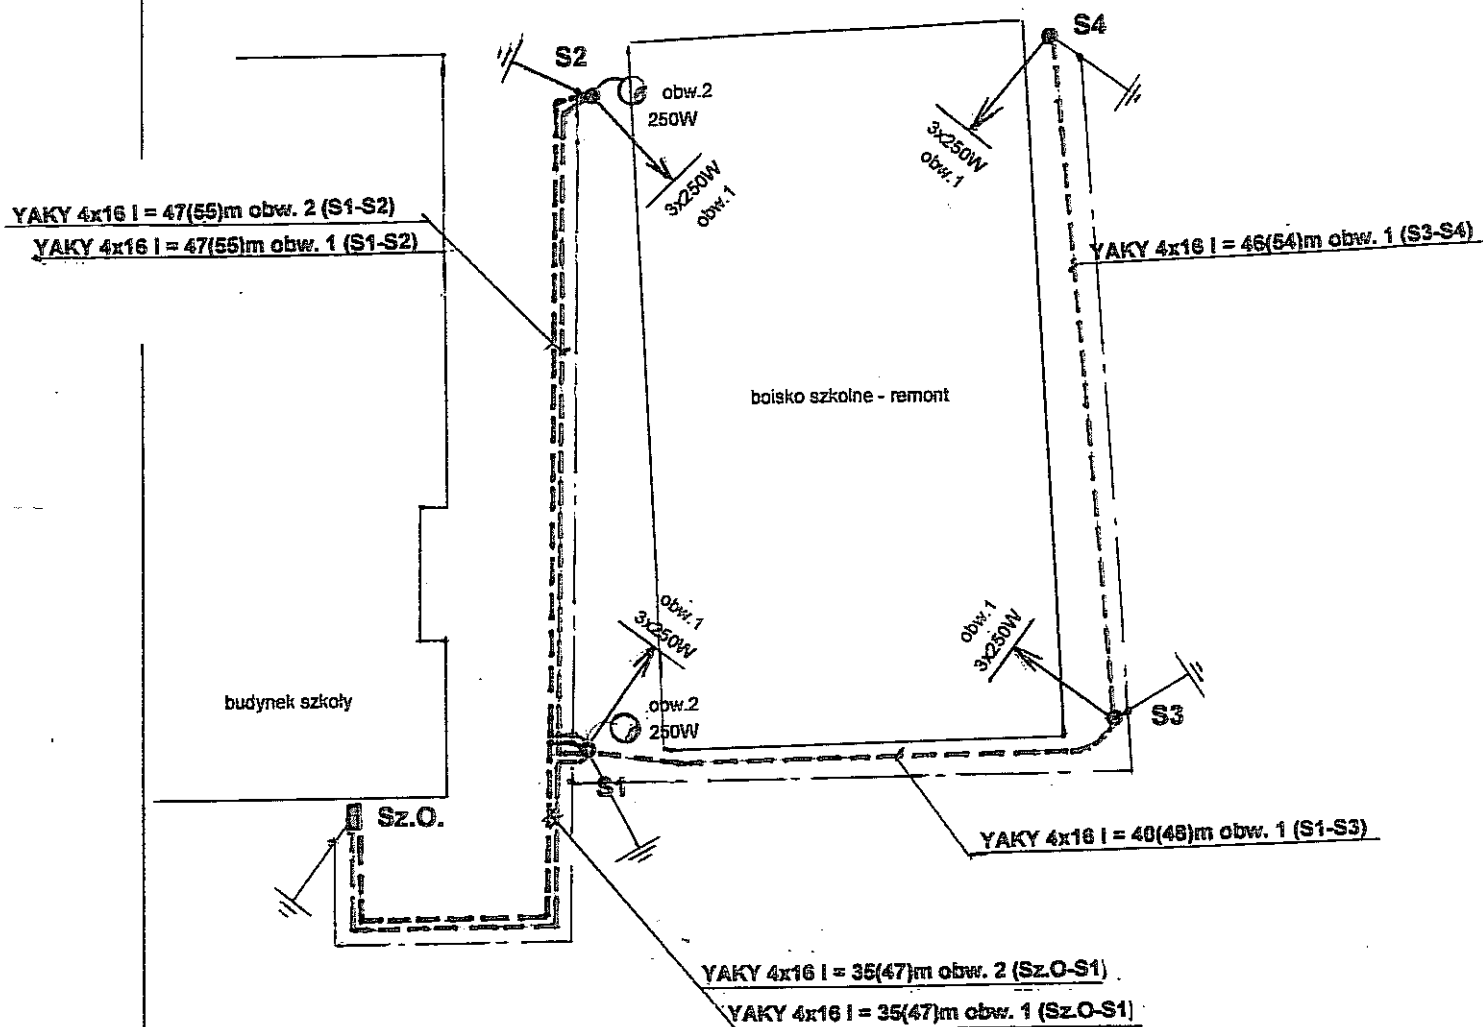 S2
S4
obw.2
250W
3x250W
obw.1
3x250W
obw.1
YAKY 4x16 l = 47(55)m obw. 2 (S1-S2)
YAKY 4x16 l = 47(55)m obw. 1 (S1-S2)
YAKY 4x16 l = 46(54)m obw. 1 (S3-S4)
boisko szkolne - remont
obw.1
3x250W
obw.1
3x250W
budynek szkoły
obw.2
250W
S3
S1
Sz.O.
YAKY 4x16 l = 40(48)m obw. 1 (S1-S3)
YAKY 4x16 l = 35(47)m obw. 2 (Sz.O-S1)
YAKY 4x16 l = 35(47)m obw. 1 (Sz.O-S1)